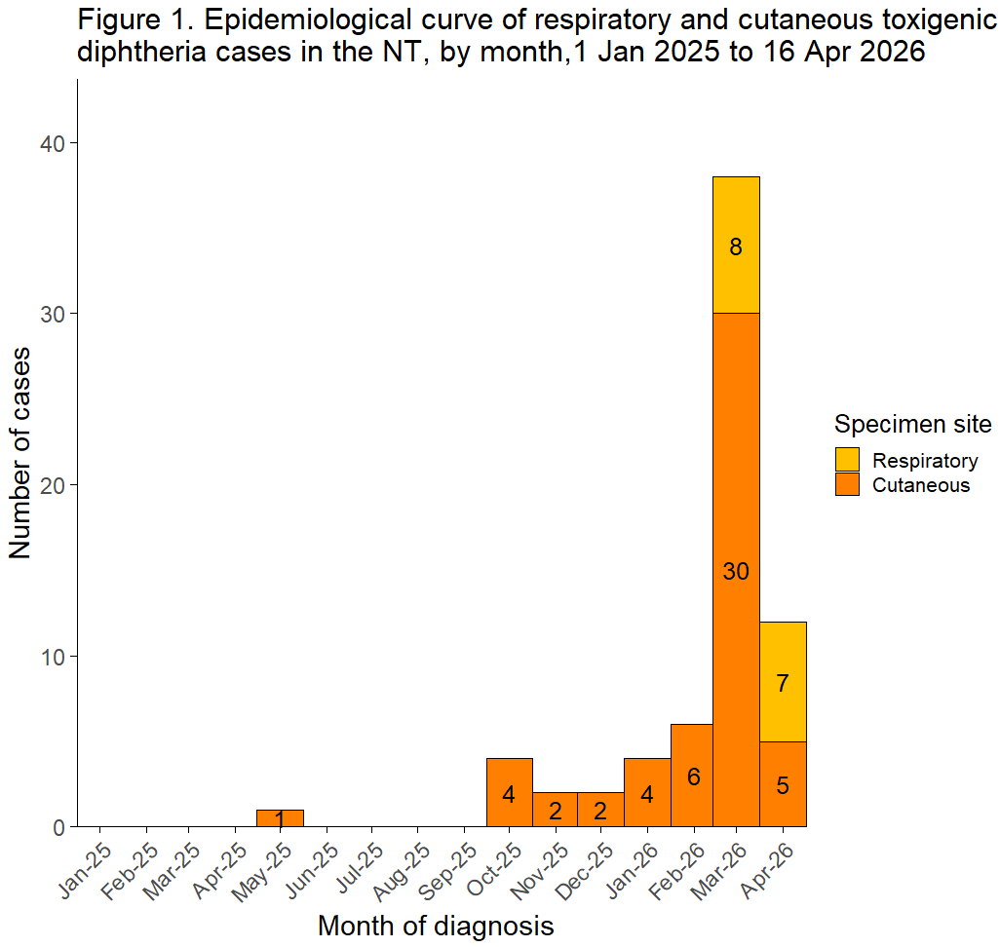 Figure 1. Epidemiological curve of respiratory and cutaneous toxigenic
diphtheria cases in the NT, by month,1 Jan 2025 to 16 Apr 2026
Number of cases
40
30
20
10
0
8
30
7
5
1
4
2
2
4
6
Jan-25
Feb-25
Mar-25
Apr-25
May-25
Jun-25
Jul-25
Aug-25
Sep-25
Oct-25
Nov-25
Dec-25
Jan-26
Feb-26
Mar-26
Apr-26
Month of diagnosis
Specimen site
Respiratory
Cutaneous